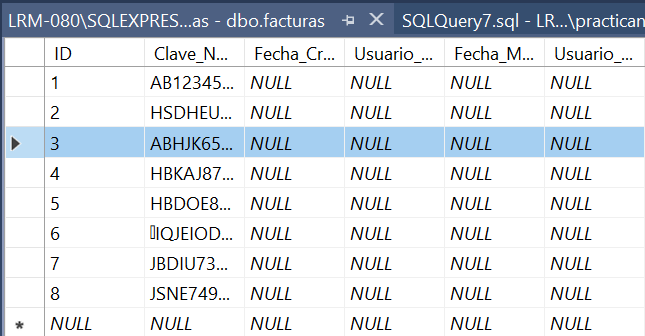 LRM-080\SQLEXPRES...as - dbo.facturas SQLQuery7.sql - LR...\practican
ID Clave_N... Fecha_Cr... Usuario_... Fecha_M... Usuario_...
1 AB12345... NULL NULL NULL NULL
2 HSDHEU... NULL NULL NULL NULL
3 ABHJK65... NULL NULL NULL NULL
4 HBKAJ87... NULL NULL NULL NULL
5 HBDOE8... NULL NULL NULL NULL
6 IQJEIOD... NULL NULL NULL NULL
7 JBDIU73... NULL NULL NULL NULL
8 JSNE749... NULL NULL NULL NULL
NULL NULL NULL NULL NULL NULL